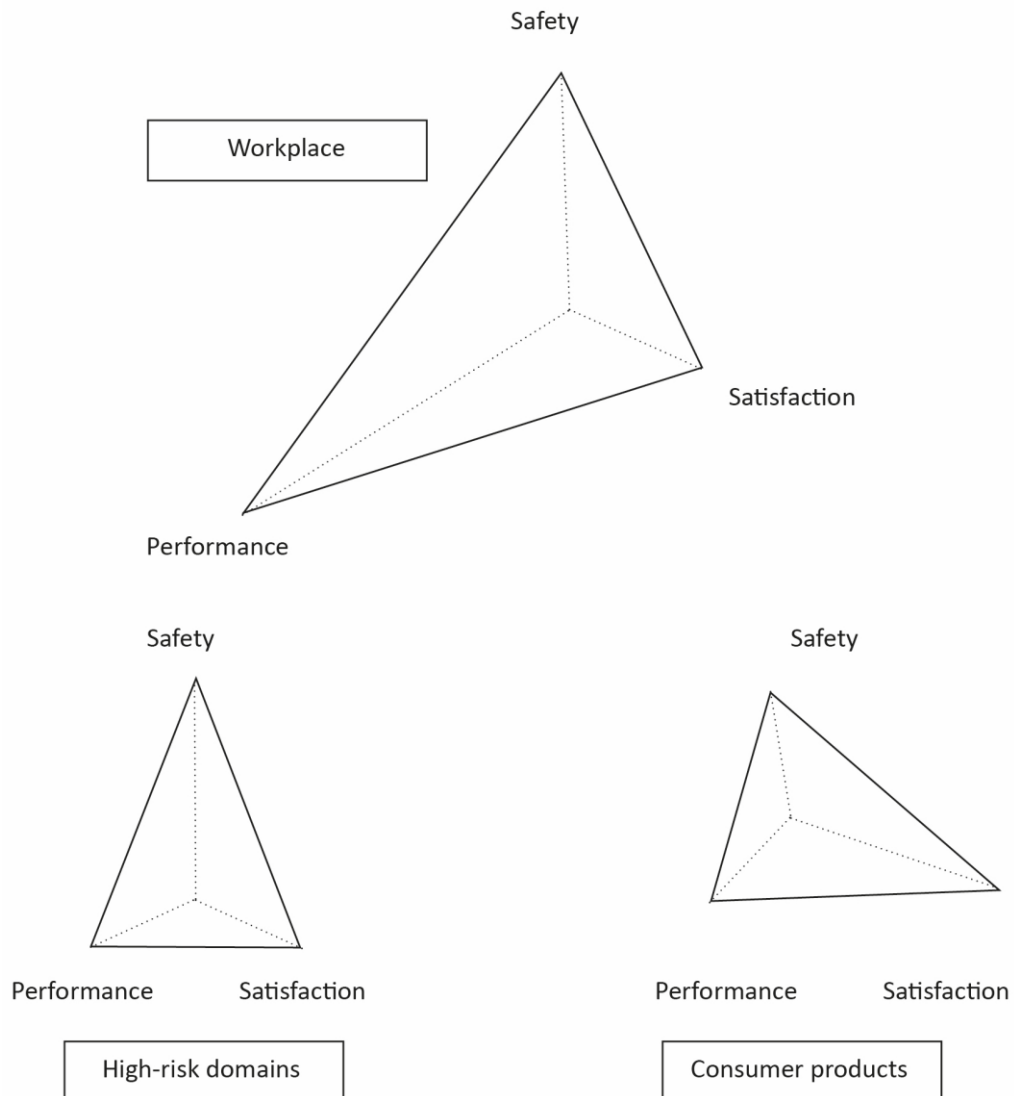 Safety
Workplace
Satisfaction
Performance
Safety
Safety
Performance
Satisfaction
Performance
Satisfaction
High-risk domains
Consumer products